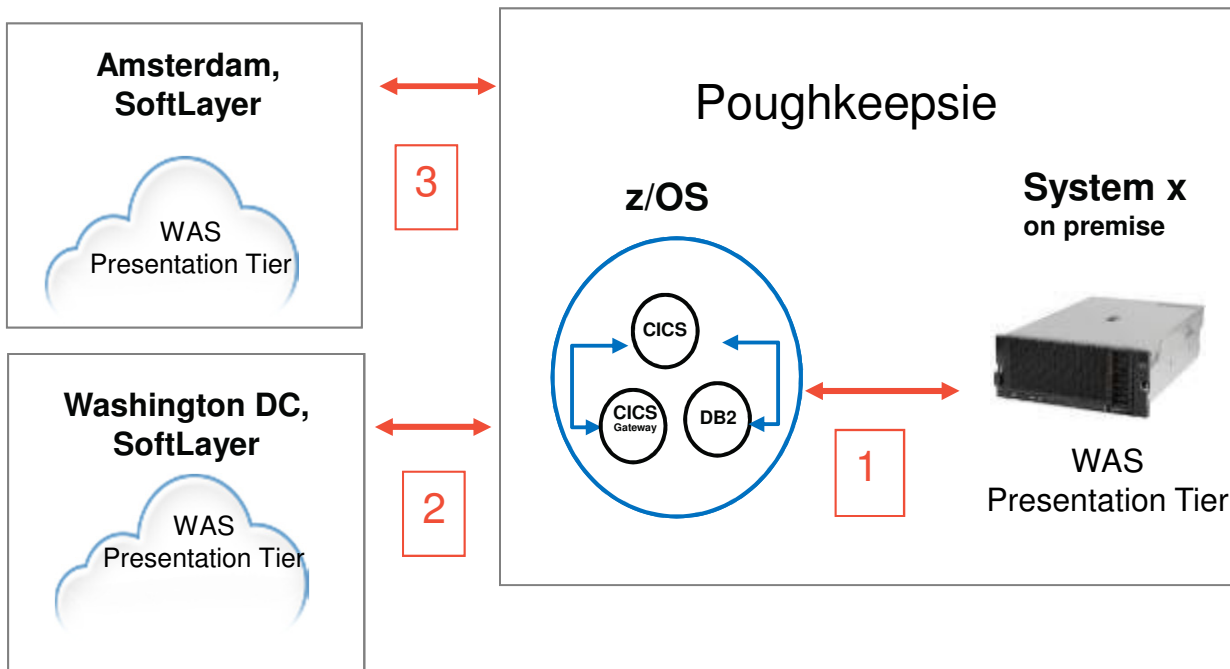 Amsterdam,
SoftLayer
WAS
Presentation Tier
3
Washington DC,
SoftLayer
WAS
Presentation Tier
2
Poughkeepsie
z/OS
CICS
CICS
Gateway
DB2
1
System x
on premise
WAS
Presentation Tier